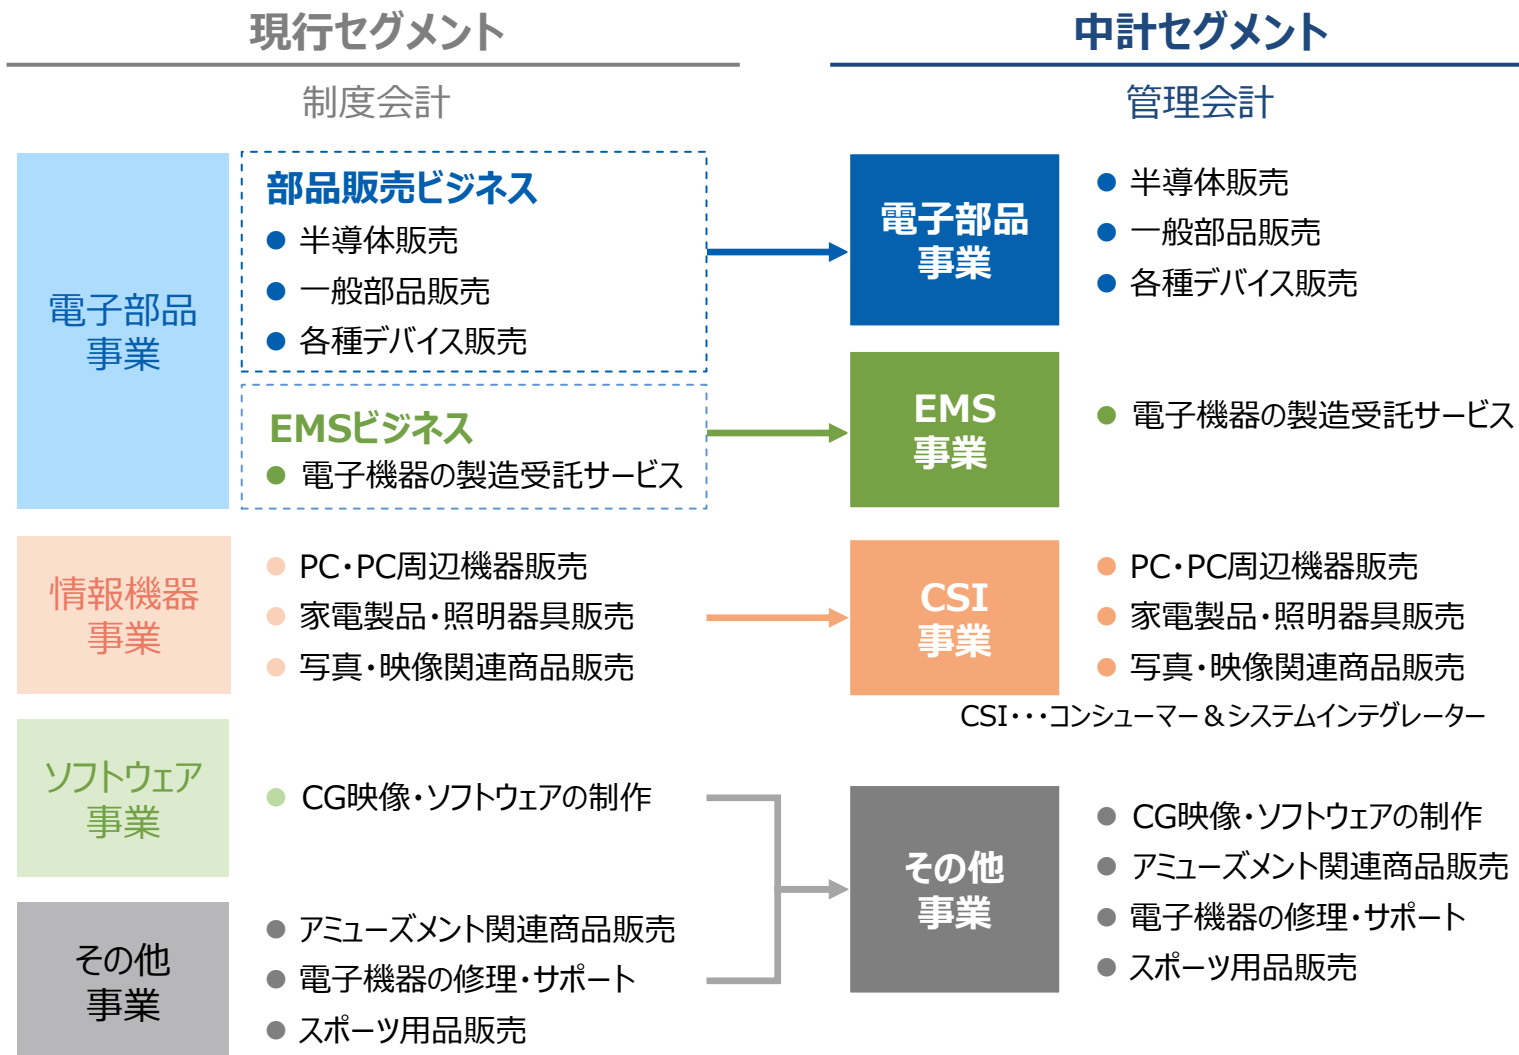 現行セグメント
制度会計
電子部品
事業
部品販売ビジネス
半導体販売
一般部品販売
各種デバイス販売
EMSビジネス
電子機器の製造受託サービス
情報機器
事業
PC・PC周辺機器販売
家電製品・照明器具販売
写真・映像関連商品販売
ソフトウェア
事業
CG映像・ソフトウェアの制作
その他
事業
アミューズメント関連商品販売
電子機器の修理・サポート
スポーツ用品販売
中計セグメント
管理会計
電子部品
事業
半導体販売
一般部品販売
各種デバイス販売
EMS
事業
電子機器の製造受託サービス
CSI
事業
PC・PC周辺機器販売
家電製品・照明器具販売
写真・映像関連商品販売
CSI・・・コンシューマー＆システムインテグレーター
その他
事業
CG映像・ソフトウェアの制作
アミューズメント関連商品販売
電子機器の修理・サポート
スポーツ用品販売